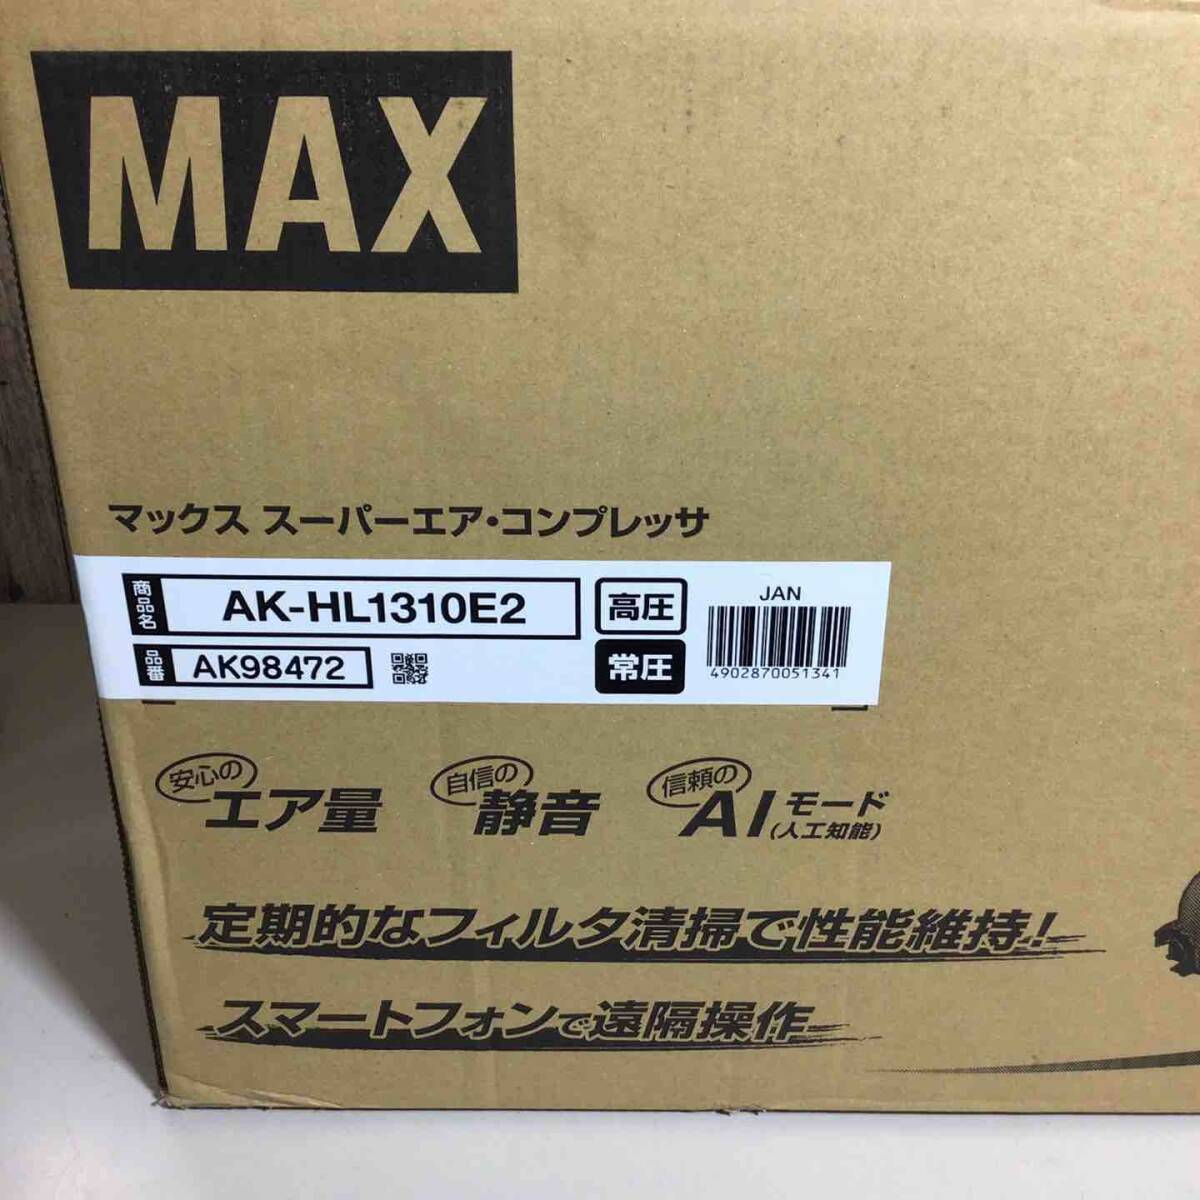 MAX
マックス スーパーエア・コンプレッサ
商品名 AK-HL1310E2 高圧 JAN
品番 AK98472 常圧 4902870051341
安心の エア量 自信の 静音 信頼の AIモード(人工知能)
定期的なフィルタ清掃で性能維持!
スマートフォンで遠隔操作